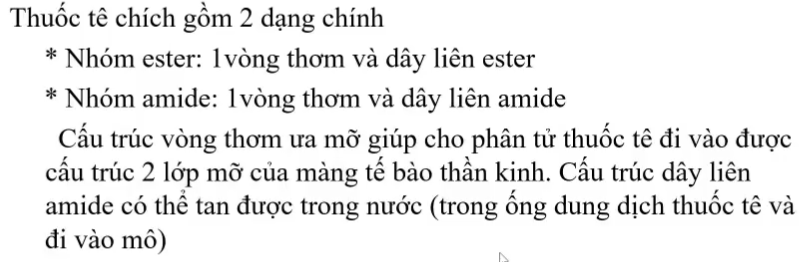 Thuốc tê chích gồm 2 dạng chính
* Nhóm ester: 1vòng thơm và dây liên ester
* Nhóm amide: 1vòng thơm và dây liên amide
Cấu trúc vòng thơm ưa mỡ giúp cho phân tử thuốc tê đi vào được
cấu trúc 2 lớp mỡ của màng tế bào thần kinh. Cấu trúc dây liên
amide có thể tan được trong nước (trong ống dung dịch thuốc tê và
đi vào mô)